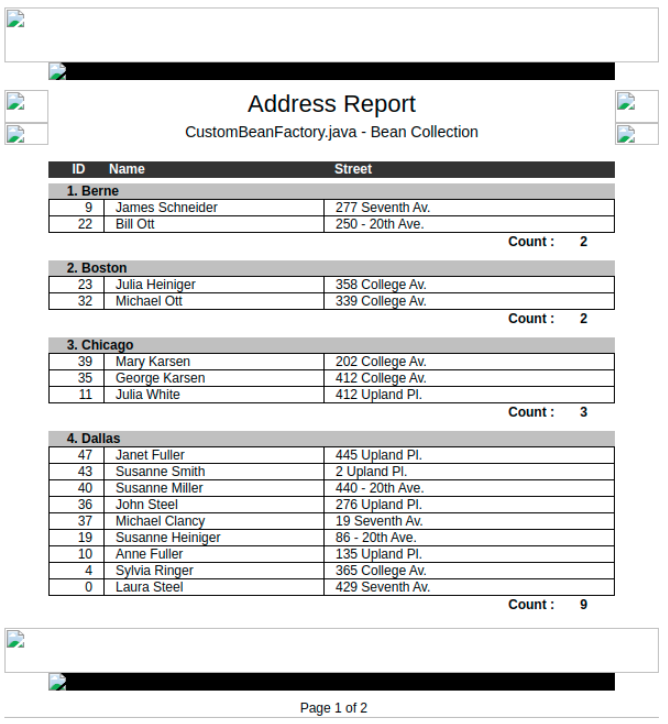 Address Report
CustomBeanFactory.java - Bean Collection
ID Name Street
1. Berne
9 James Schneider 277 Seventh Av.
22 Bill Ott 250 - 20th Ave.
Count : 2
2. Boston
23 Julia Heiniger 358 College Av.
32 Michael Ott 339 College Av.
Count : 2
3. Chicago
39 Mary Karsen 202 College Av.
35 George Karsen 412 College Av.
11 Julia White 412 Upland Pl.
Count : 3
4. Dallas
47 Janet Fuller 445 Upland Pl.
43 Susanne Smith 2 Upland Pl.
40 Susanne Miller 440 - 20th Ave.
36 John Steel 276 Upland Pl.
37 Michael Clancy 19 Seventh Av.
19 Susanne Heiniger 86 - 20th Ave.
10 Anne Fuller 135 Upland Pl.
4 Sylvia Ringer 365 College Av.
0 Laura Steel 429 Seventh Av.
Count : 9
Page 1 of 2